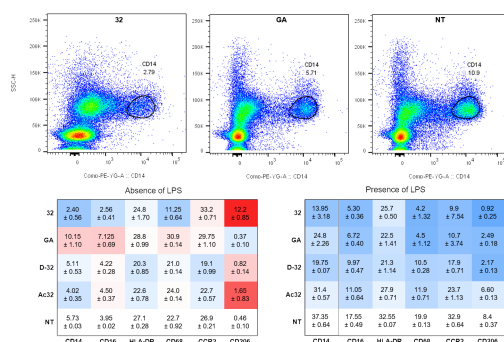 32
GA
NT
250K
200K
150K
100K
50K
0
SSC-H
CD14
2.79
CD14
5.71
CD14
10.9
Comp-PE-YG-A :: CD14
Comp-PE-YG-A :: CD14
Comp-PE-YG-A :: CD14
Absence of LPS
32 2.40 ± 0.56 2.56 ± 0.41 24.8 ± 1.70 11.25 ± 0.64 33.2 ± 0.71 12.2 ± 0.85
GA 10.15 ± 1.10 7.125 ± 0.69 28.8 ± 0.99 30.9 ± 0.14 29.75 ± 1.10 0.37 ± 0.10
D-32 5.11 ± 0.53 4.22 ± 0.28 20.3 ± 0.85 21.0 ± 0.14 19.1 ± 0.99 0.82 ± 0.14
Ac32 4.02 ± 0.35 4.50 ± 0.37 22.6 ± 0.78 24.0 ± 0.14 22.7 ± 0.57 1.65 ± 0.83
NT 5.73 ± 0.03 3.95 ± 0.02 27.1 ± 0.28 22.7 ± 0.92 26.9 ± 0.21 0.46 ± 0.10
CD14 CD16 HLA-DR CD68 CCR2 CD206
Presence of LPS
32 13.95 ± 3.18 5.30 ± 0.36 25.7 ± 0.50 4.2 ± 1.32 9.9 ± 7.54 0.92 ± 0.25
GA 24.8 ± 2.26 6.72 ± 0.40 22.5 ± 1.41 4.5 ± 1.12 10.7 ± 3.74 2.49 ± 0.18
D-32 19.75 ± 0.07 9.97 ± 0.49 21.3 ± 1.14 10.5 ± 0.28 17.9 ± 0.71 2.17 ± 0.13
Ac32 31.4 ± 0.57 11.05 ± 0.64 27.9 ± 0.71 11.9 ± 0.71 23.7 ± 1.13 6.60 ± 0.13
NT 37.35 ± 0.64 17.55 ± 0.49 32.55 ± 0.07 19.9 ± 0.13 32.9 ± 0.64 8.4 ± 0.37
CD14 CD16 HLA-DR CD68 CCR2 CD206